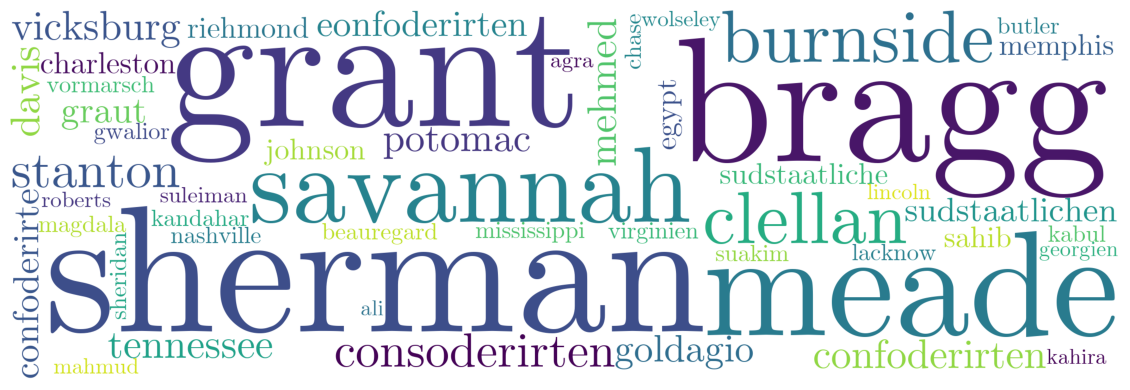 vicksburg
riehmond
eonfoderirten
wolseley
butler
burnside
memphis
chase
davis
charleston
grant
agra
mehmed
bragg
vormarsch
graut
gwalior
egypt
potomac
johnson
stanton
savannah
sudstaatliche
lincoln
suleiman
roberts
confoderirte
magdala
kandahar
nashville
beauregard
mississippi
virginien
clellan
sudstaatlichen
sahib
kabul
georgien
suakim
lacknow
sheridan
sherman
ali
meade
tennessee
consoderirten
goldagio
confoderirten
kahira
mahmud